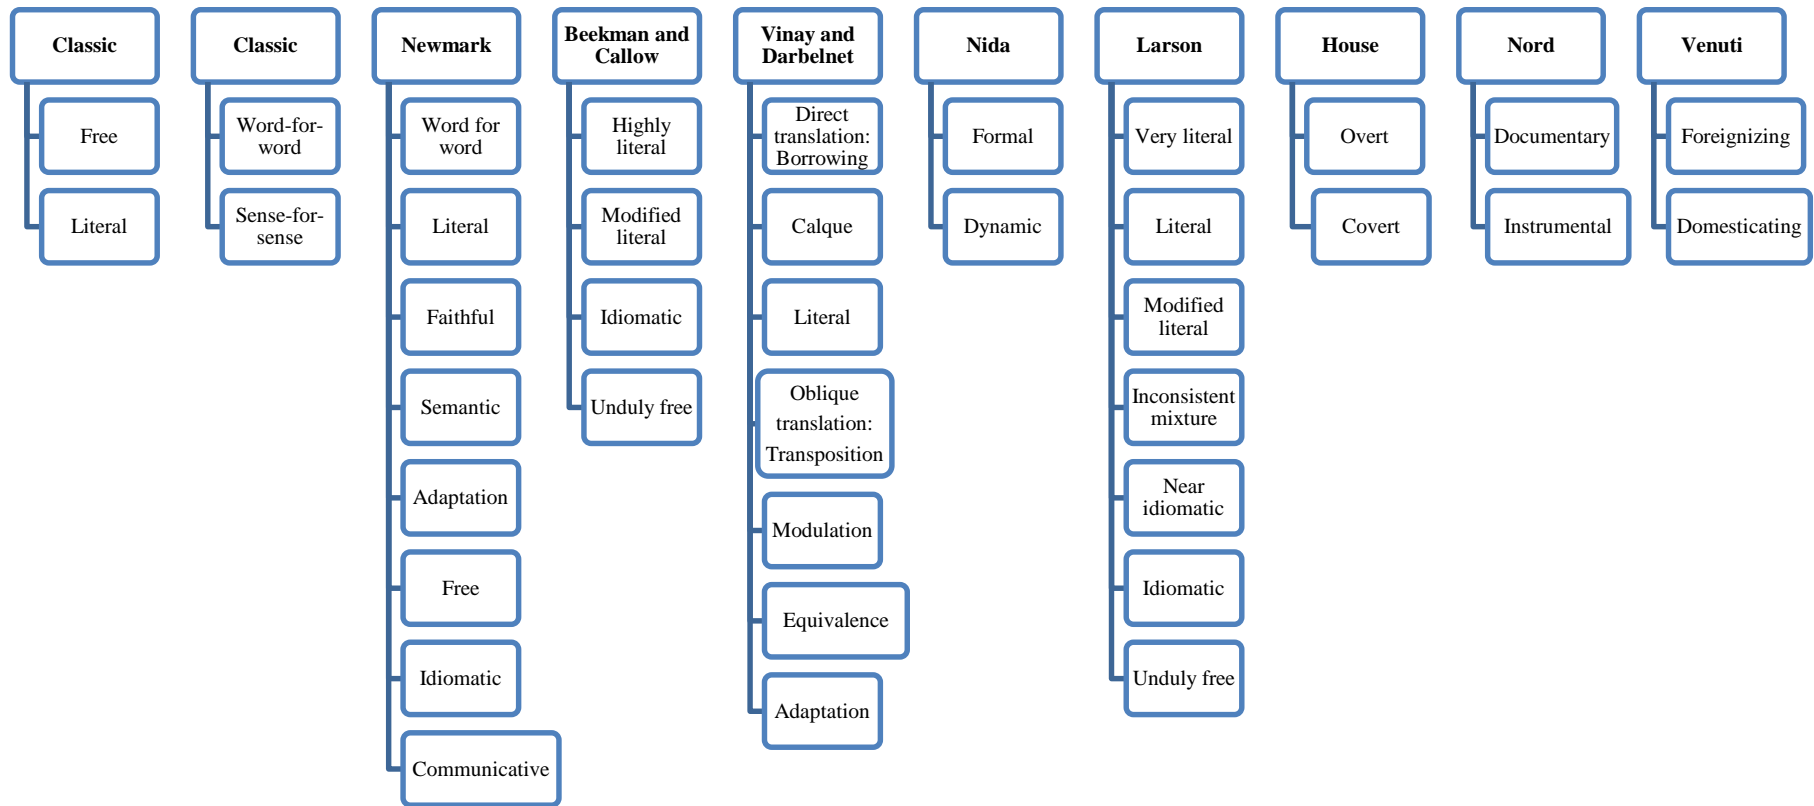 Classic
Free
Literal
Classic
Word-for-
word
Sense-for-
sense
Newmark
Word for
word
Literal
Faithful
Semantic
Adaptation
Free
Idiomatic
Communicative
Beekman and
Callow
Highly
literal
Modified
literal
Idiomatic
Unduly free
Vinay and
Darbelnet
Direct
translation:
Borrowing
Calque
Literal
Oblique
translation:
Transposition
Modulation
Equivalence
Adaptation
Nida
Formal
Dynamic
Larson
Very literal
Literal
Modified
literal
Inconsistent
mixture
Near
idiomatic
Idiomatic
Unduly free
House
Overt
Covert
Nord
Documentary
Instrumental
Venuti
Foreignizing
Domesticating